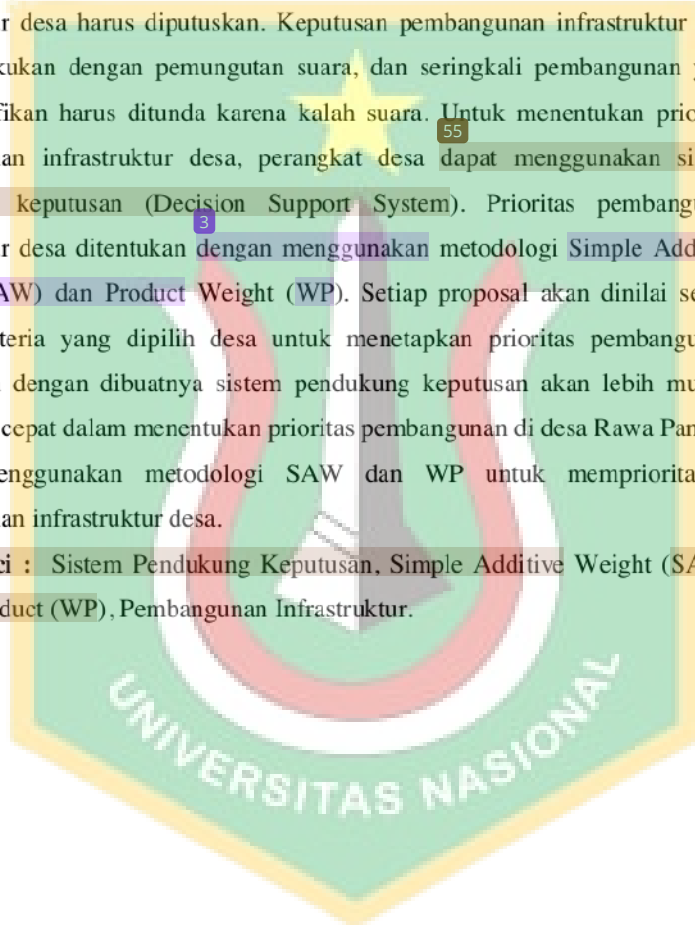 r desa harus diputuskan. Keputusan pembangunan infrastruktur
kukan dengan pemungutan suara, dan seringkali pembangunan
fikan harus ditunda karena kalah suara. Untuk menentukan prio
55
an infrastruktur desa, perangkat desa dapat menggunakan si
keputusan (Decision Support System). Prioritas pembangu
3
r desa ditentukan dengan menggunakan metodologi Simple Add
AW) dan Product Weight (WP). Setiap proposal akan dinilai se
teria yang dipilih desa untuk menetapkan prioritas pembangu
dengan dibuatnya sistem pendukung keputusan akan lebih mu
cepat dalam menentukan prioritas pembangunan di desa Rawa Pan
enggunakan metodologi SAW dan WP untuk mempriorita
an infrastruktur desa.
ci : Sistem Pendukung Keputusan, Simple Additive Weight (SA
duct (WP), Pembangunan Infrastruktur.
UNIVERSITAS NASIONAL